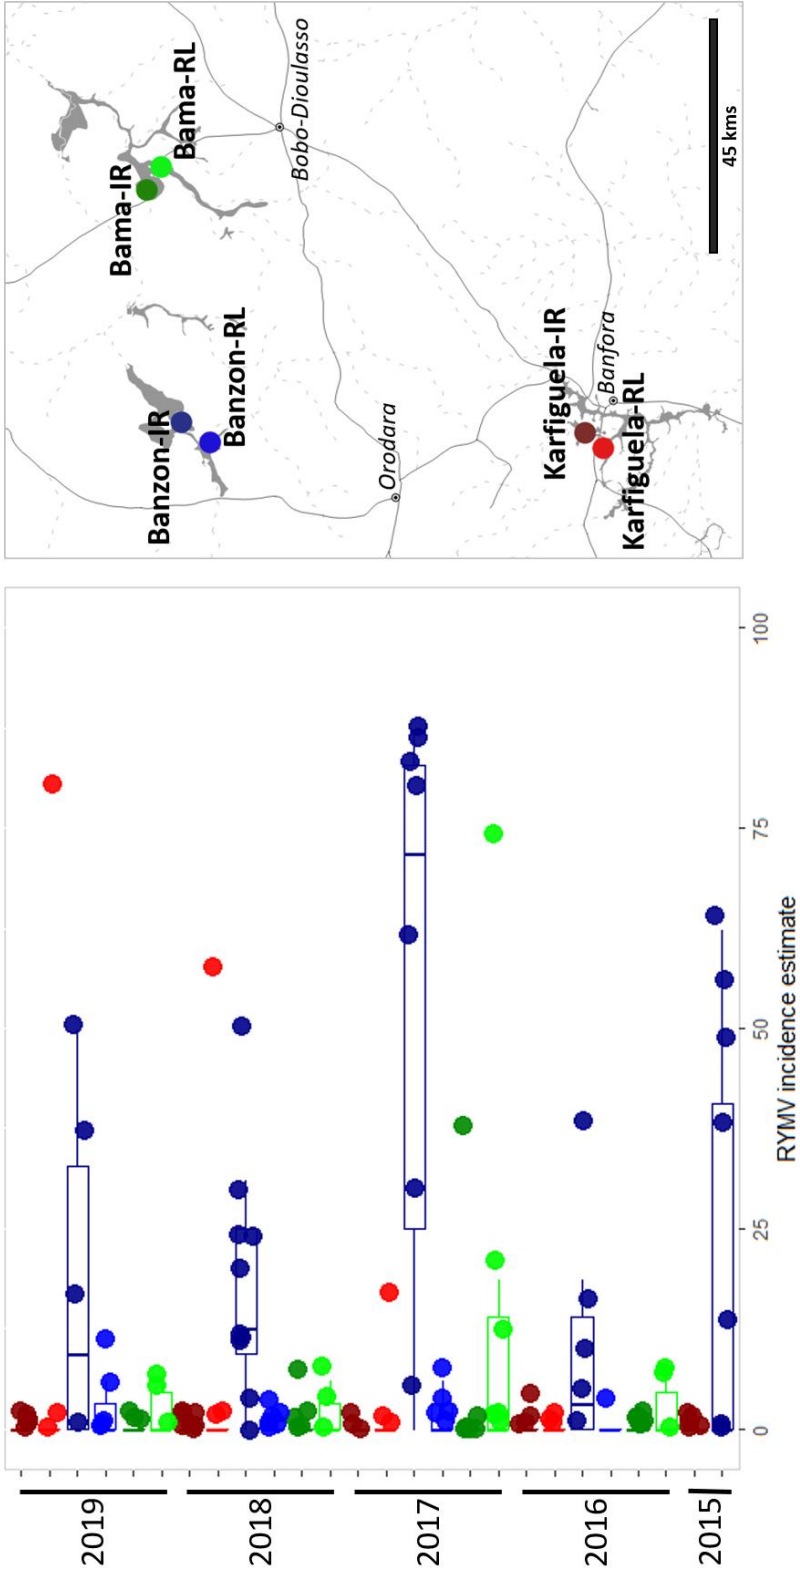 Bama-IR
Bama-RL
Bobo-Dioulasso
Banzon-IR
Banzon-RL
Orodara
Karfiguela-IR
Banfora
Karfiguela-RL
45 kms
2019
2018
2017
2016
2015
0
25
50
75
100
RYMV incidence estimate